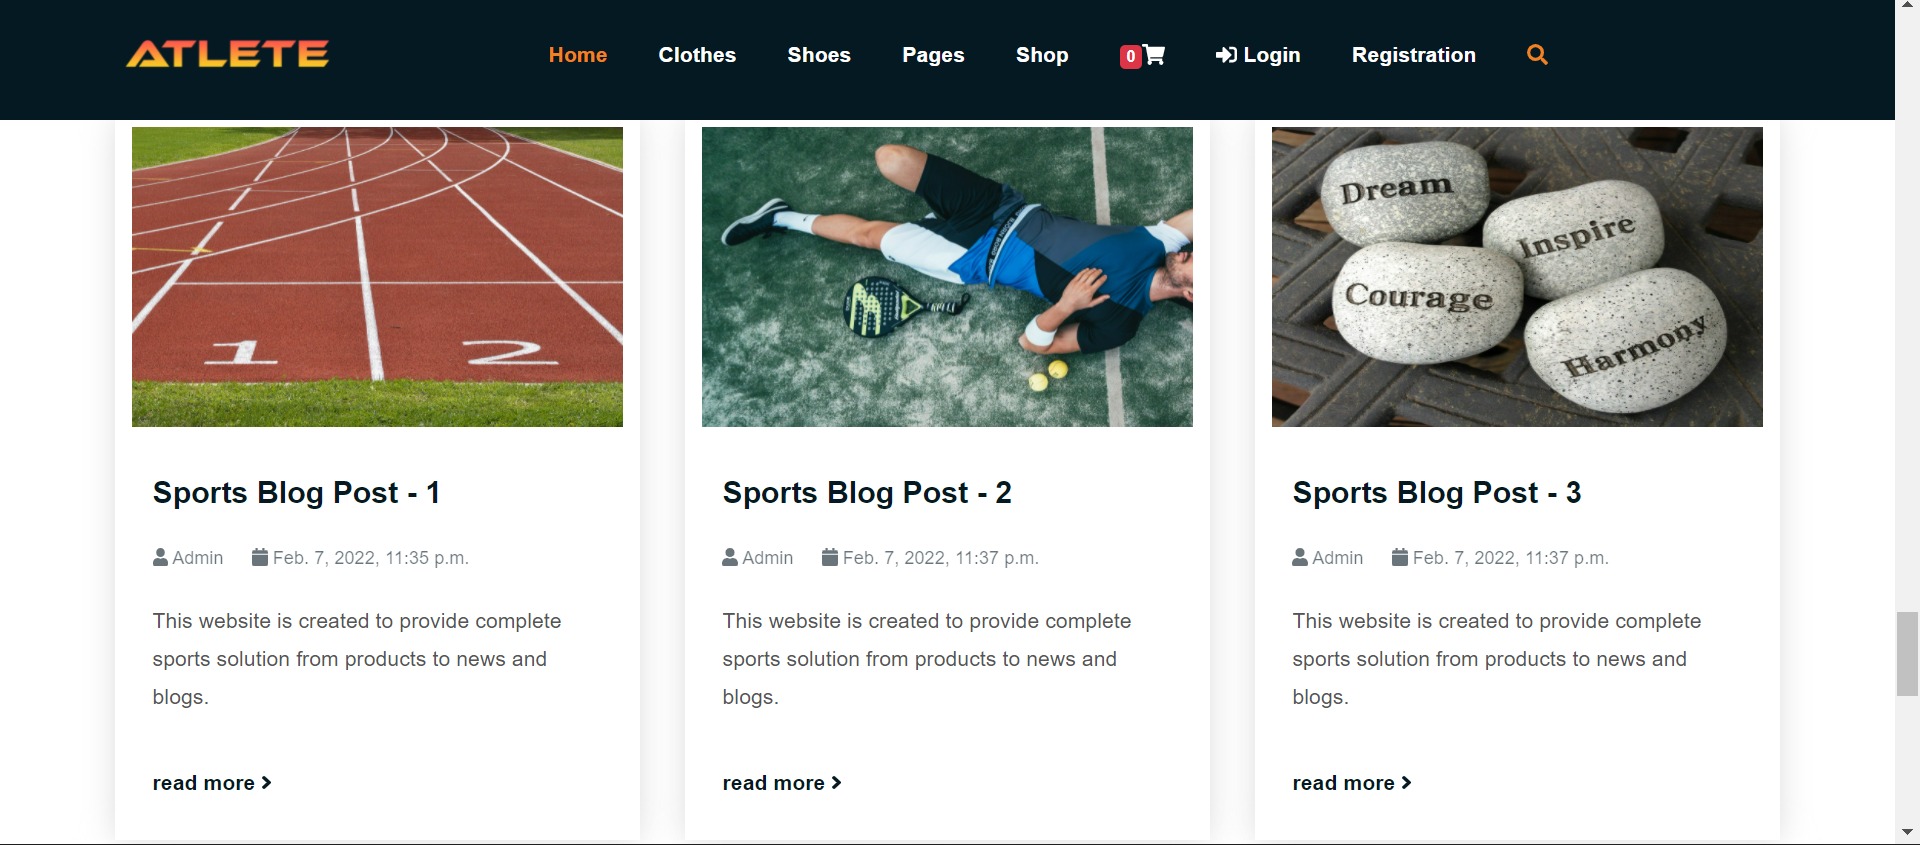 ATLETE
Home
Clothes
Shoes
Pages
Shop
0
Login
Registration
1 2
Dream
Inspire
Courage
Harmony
Sports Blog Post - 1
Admin Feb. 7, 2022, 11:35 p.m.
This website is created to provide complete
sports solution from products to news and
blogs.
read more
Sports Blog Post - 2
Admin Feb. 7, 2022, 11:37 p.m.
This website is created to provide complete
sports solution from products to news and
blogs.
read more
Sports Blog Post - 3
Admin Feb. 7, 2022, 11:37 p.m.
This website is created to provide complete
sports solution from products to news and
blogs.
read more